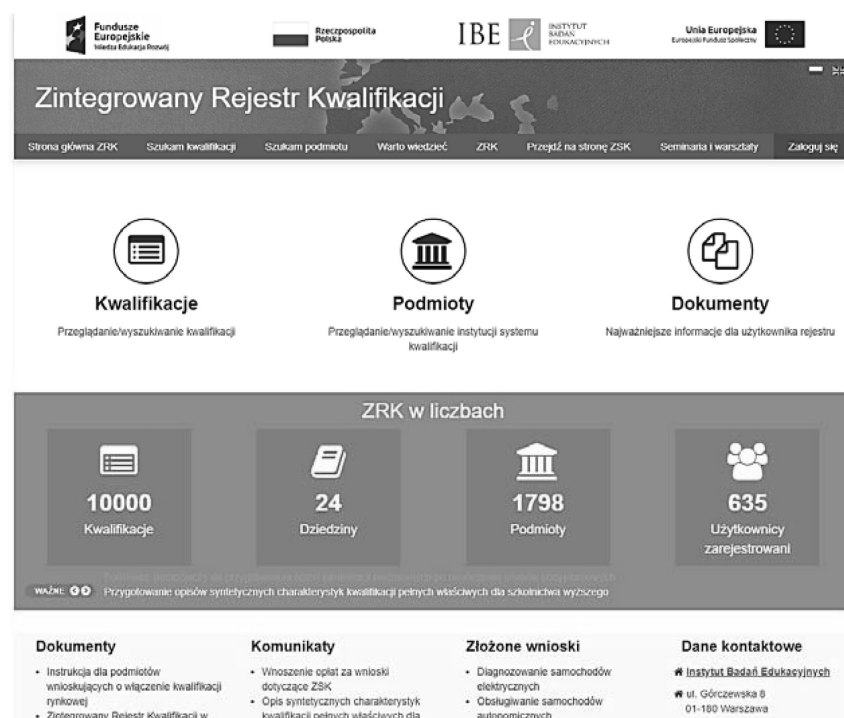 Fundusze
Europejskie
Wiedza Edukacja Rozwój
Rzeczpospolita
Polska
IBE
INSTYTUT
BADAŃ
EDUKACYJNYCH
Unia Europejska
Europejski Fundusz Społeczny
Zintegrowany Rejestr Kwalifikacji
Strona główna ZRK Szukam kwalifikacji Szukam podmiotu Warto wiedzieć ZRK Przejdź na stronę ZSK Seminaria i warsztaty Zaloguj się
Kwalifikacje
Przeglądanie/wyszukiwanie kwalifikacji
Podmioty
Przeglądanie/wyszukiwanie instytucji systemu
kwalifikacji
Dokumenty
Najważniejsze informacje dla użytkownika rejestru
ZRK w liczbach
10000
Kwalifikacje
24
Dziedziny
1798
Podmioty
635
Użytkownicy
zarejestrowani
WAŻNE
Przygotowanie opisów syntetycznych charakterystyk kwalifikacji pełnych właściwych dla szkolnictwa wyższego
Dokumenty
• Instrukcja dla podmiotów
wnioskujących o włączenie kwalifikacji
rynkowej
• Zintegrowany Rejestr Kwalifikacji w
Komunikaty
• Wnoszenie opłat za wnioski
dotyczące ZSK
• Opis syntetycznych charakterystyk
kwalifikacji pełnych właściwych dla
Złożone wnioski
• Diagnozowanie samochodów
elektrycznych
• Obsługiwanie samochodów
autonomicznych
Dane kontaktowe
Instytut Badań Edukacyjnych
ul. Górczewska 8
01-180 Warszawa